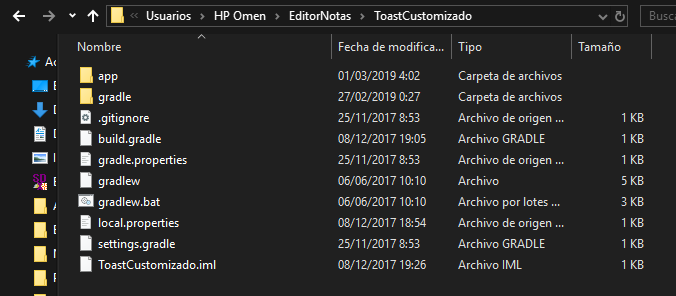 Usuarios > HP Omen > EditorNotas > ToastCustomizado
Busca
Nombre Fecha de modifica... Tipo Tamaño
app 01/03/2019 4:02 Carpeta de archivos
gradle 27/02/2019 0:27 Carpeta de archivos
.gitignore 25/11/2017 8:53 Archivo de origen ... 1 KB
build.gradle 08/12/2017 19:05 Archivo GRADLE 1 KB
gradle.properties 25/11/2017 8:53 Archivo de origen ... 1 KB
gradlew 06/06/2017 10:10 Archivo 5 KB
gradlew.bat 06/06/2017 10:10 Archivo por lotes ... 3 KB
local.properties 08/12/2017 18:54 Archivo de origen ... 1 KB
settings.gradle 25/11/2017 8:53 Archivo GRADLE 1 KB
ToastCustomizado.iml 08/12/2017 19:26 Archivo IML 1 KB